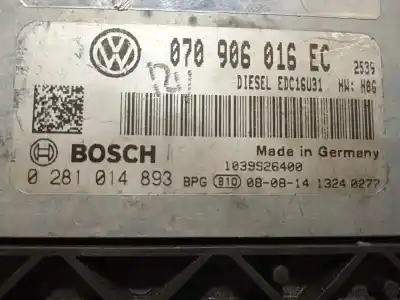 070 906 016 EC 2539
DIESEL EDC16U31 HW: H06
BOSCH
Made in Germany
1039S26400
0 281 014 893 BPG 810 08-08-14 1324 0277